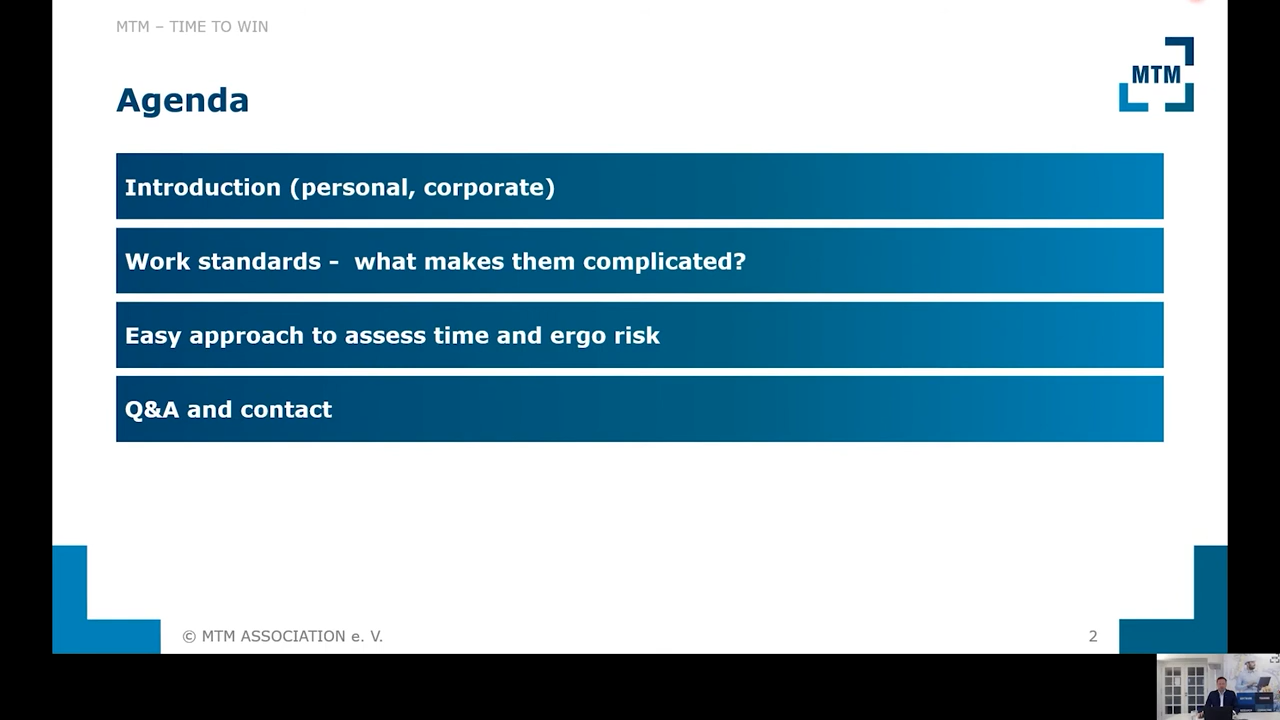 MTM – TIME TO WIN
MTM
Agenda
Introduction (personal, corporate)
Work standards -  what makes them complicated?
Easy approach to assess time and ergo risk
Q&A and contact
© MTM ASSOCIATION e. V.
2